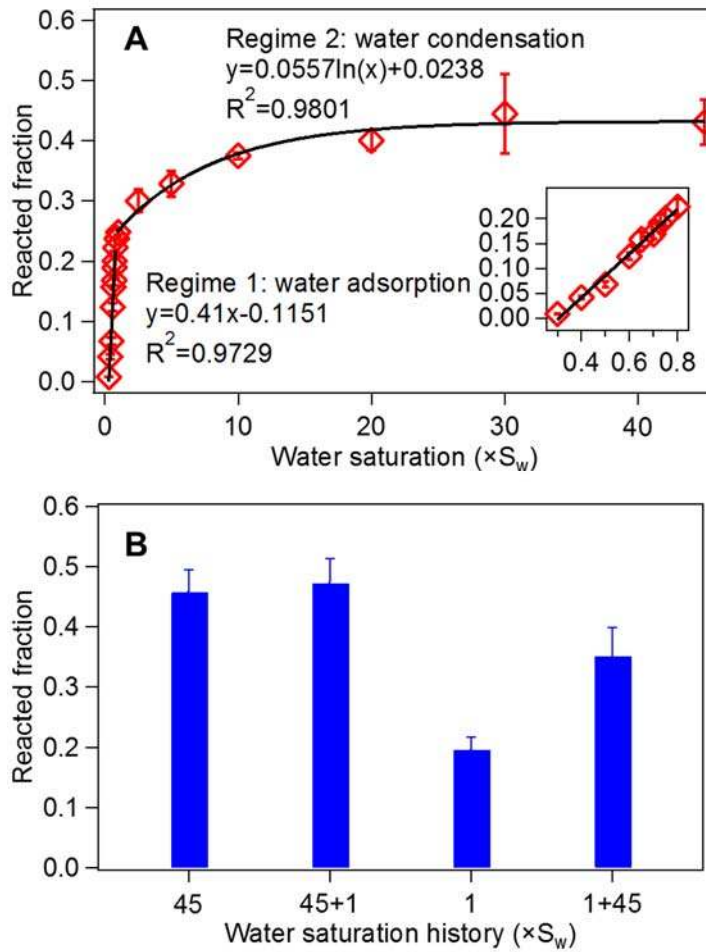 0.6
A
Regime 2: water condensation
y=0.0557ln(x)+0.0238
R²=0.9801
0.5
0.4
0.3
0.2
0.1
0.0
Reacted fraction
Regime 1: water adsorption
y=0.41x-0.1151
R²=0.9729
0.20
0.15
0.10
0.05
0.00
0.4 0.6 0.8
0 10 20 30 40
Water saturation (×Sw)
B
0.6
0.5
0.4
0.3
0.2
0.1
0.0
Reacted fraction
45 45+1 1 1+45
Water saturation history (×Sw)